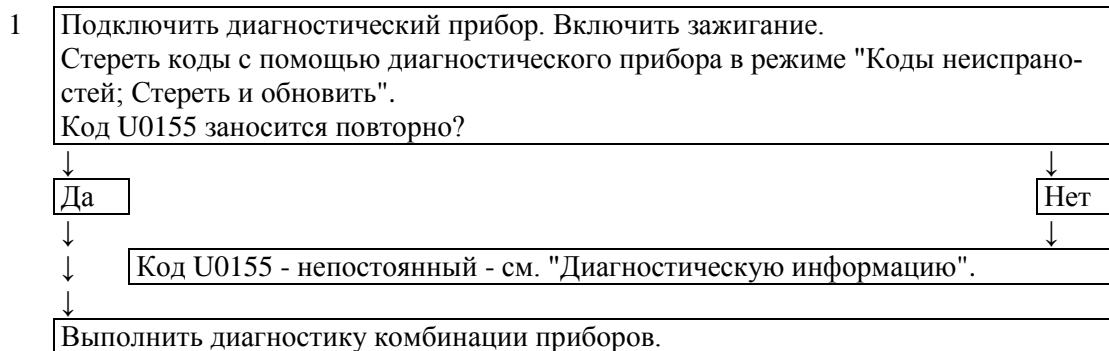 1 Подключить диагностический прибор. Включить зажигание.
Стереть коды с помощью диагностического прибора в режиме "Коды неиспрано-
стей; Стереть и обновить".
Код U0155 заносится повторно?
↓ ↓
Да Нет
↓ ↓
↓ Код U0155 - непостоянный - см. "Диагностическую информацию".
↓
Выполнить диагностику комбинации приборов.